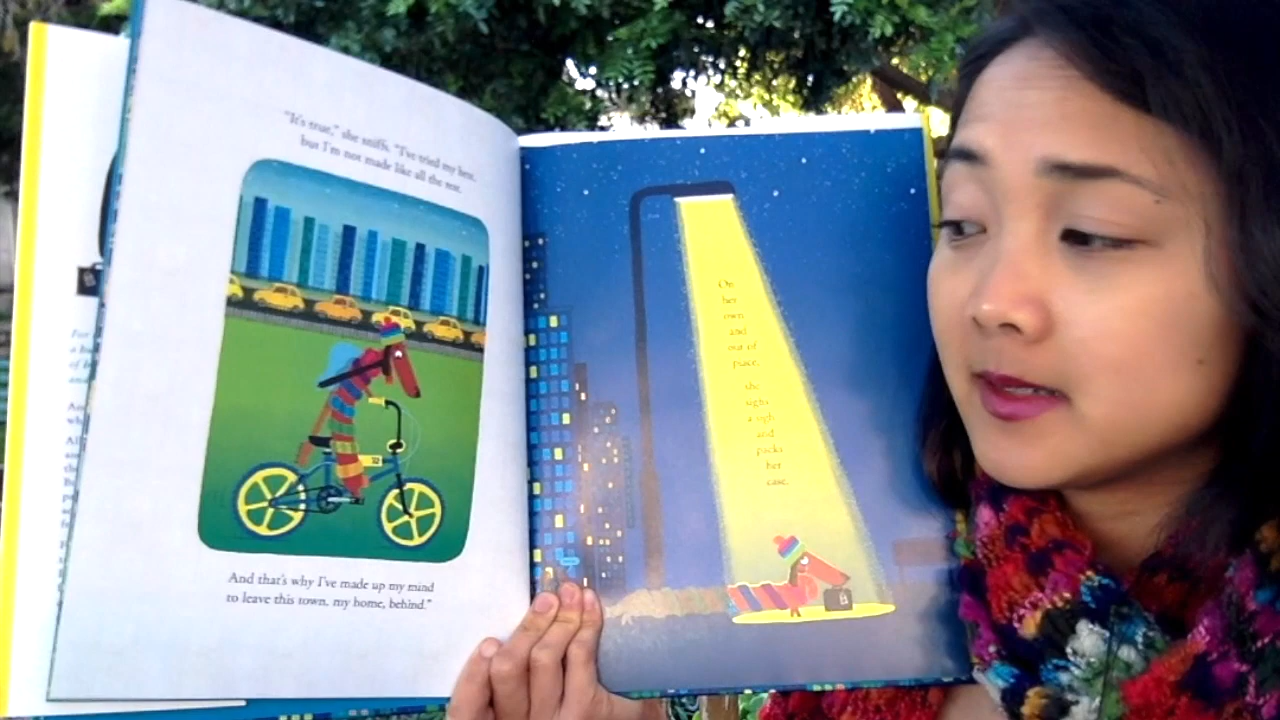 "It's true," she sniffs, "I've tried my best,
but I'm not made like all the rest.
And that's why I've made up my mind
to leave this town, my home, behind."
On
her
own
and
out of
place,
she
sighs
a sigh
and
packs
her
case.